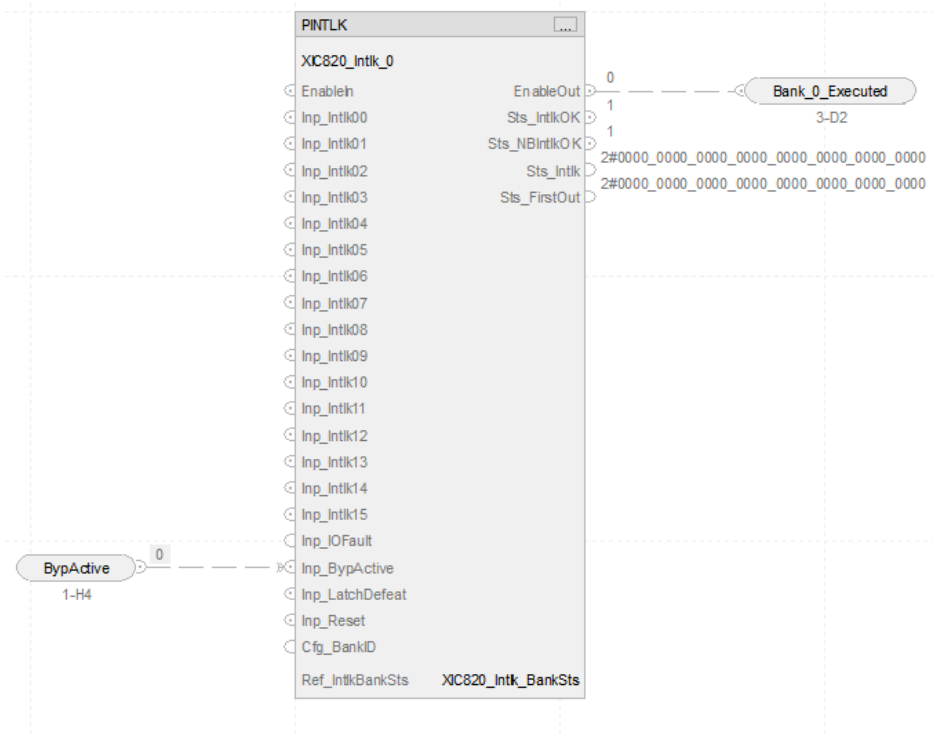 PINTLK ...
XIC820_Intlk_0
EnableIn EnableOut 0 Bank_0_Executed
3-D2
Inp_Intlk00 Sts_IntlkOK 1
Inp_Intlk01 Sts_NBIntlkOK 1
Inp_Intlk02 Sts_Intlk 2#0000_0000_0000_0000_0000_0000_0000_0000
Inp_Intlk03 Sts_FirstOut 2#0000_0000_0000_0000_0000_0000_0000_0000
Inp_Intlk04
Inp_Intlk05
Inp_Intlk06
Inp_Intlk07
Inp_Intlk08
Inp_Intlk09
Inp_Intlk10
Inp_Intlk11
Inp_Intlk12
Inp_Intlk13
Inp_Intlk14
Inp_Intlk15
Inp_IOFault
BypActive 0 Inp_BypActive
1-H4
Inp_LatchDefeat
Inp_Reset
Cfg_BankID
Ref_IntlkBankSts XIC820_Intlk_BankSts